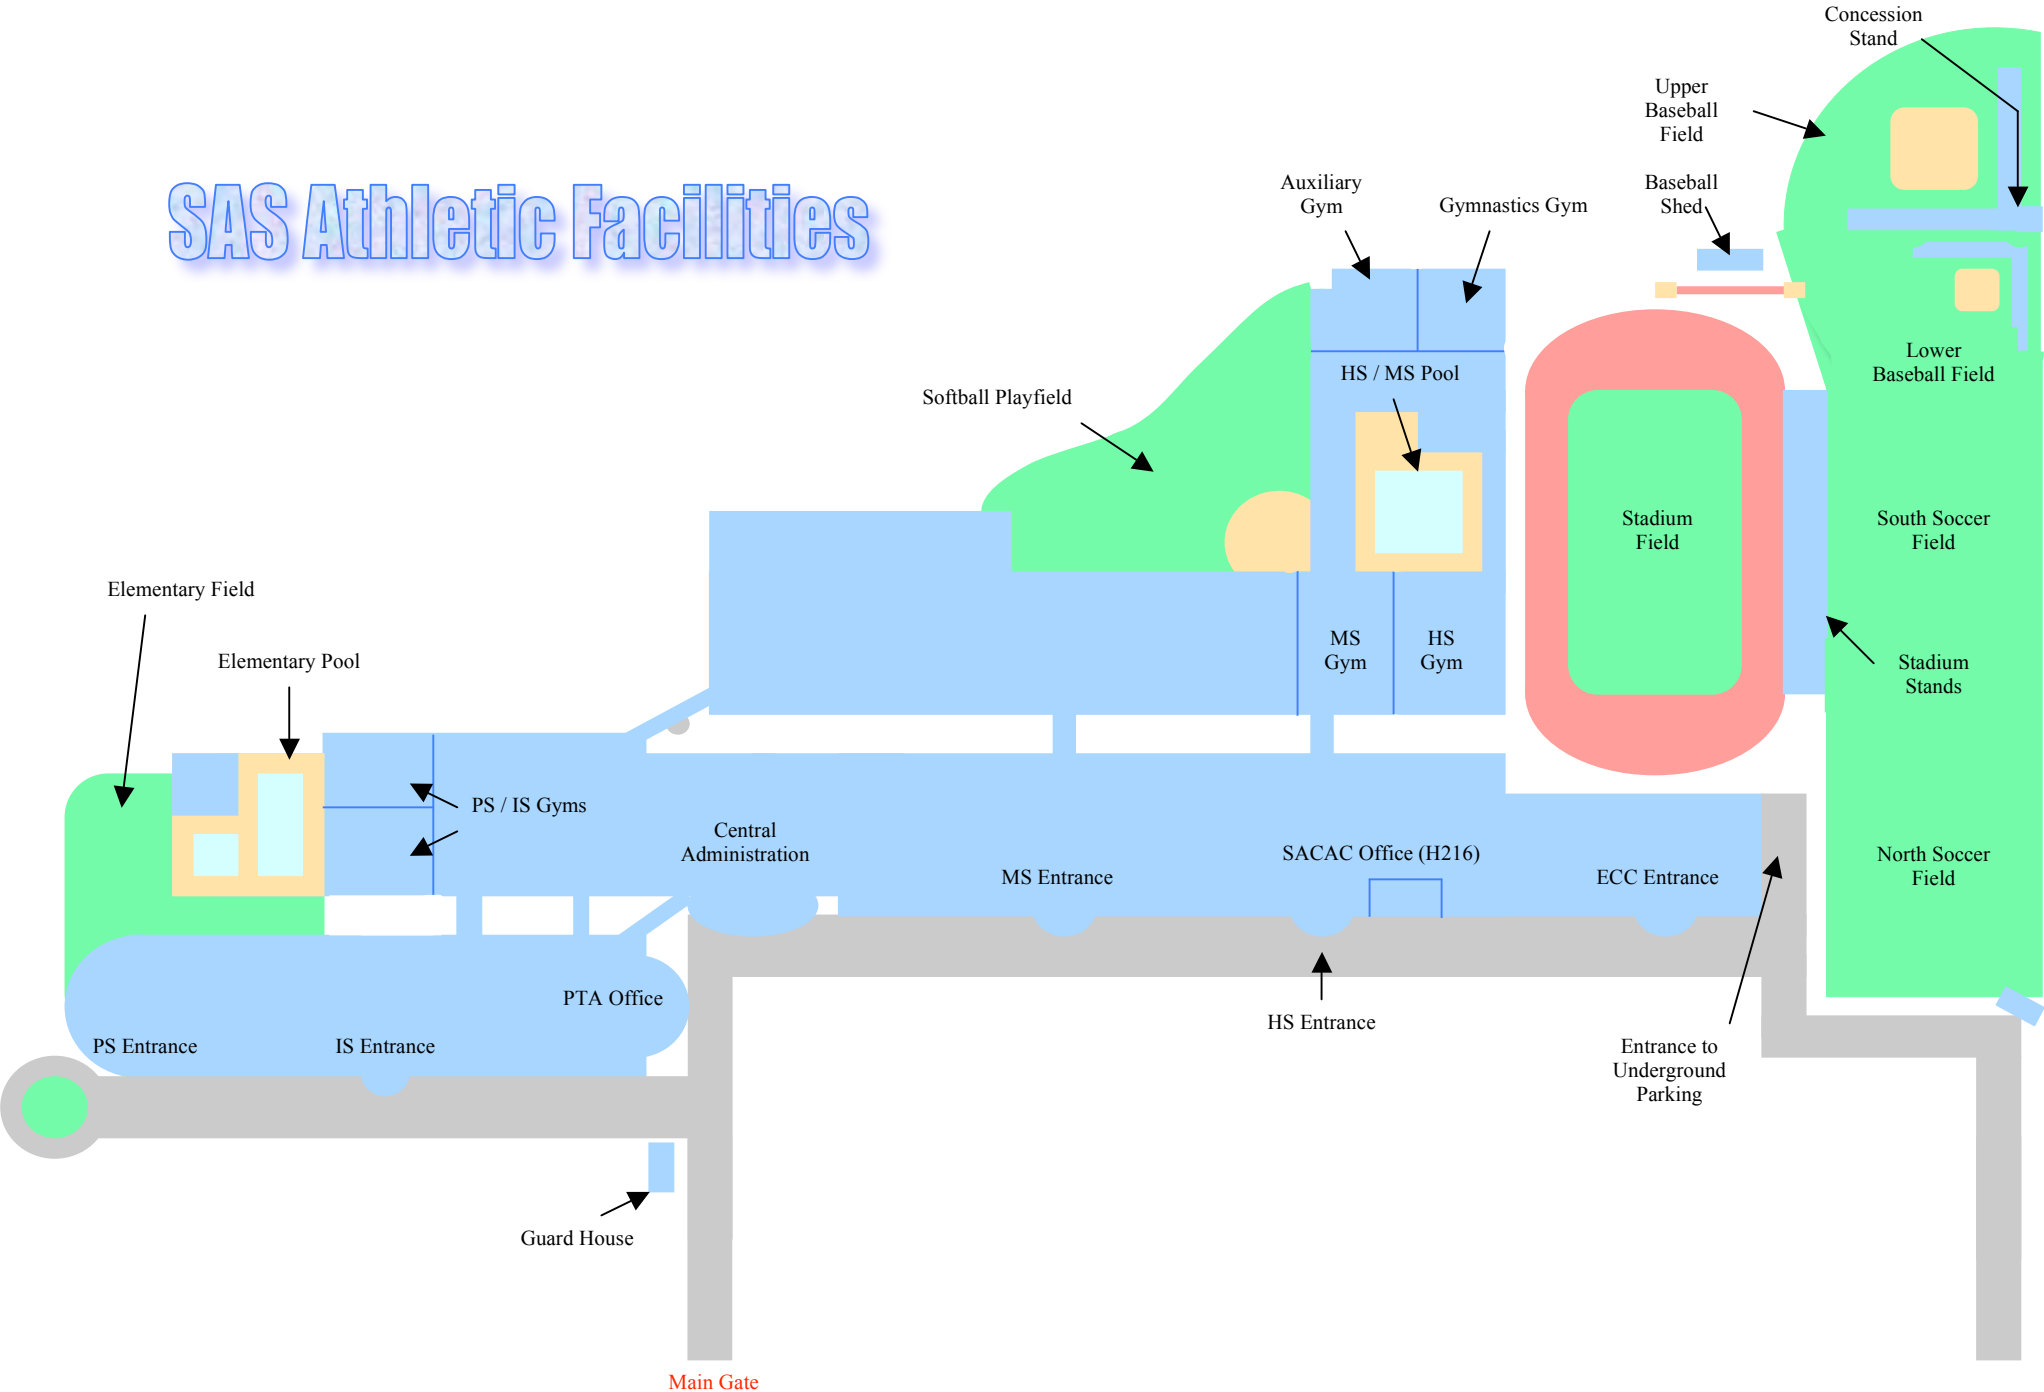 Concession
Stand
Upper
Baseball
Field
SAS Athletic Facilities
Auxiliary
Gym
Gymnastics Gym
Baseball
Shed
Lower
Baseball Field
HS / MS Pool
Softball Playfield
Stadium
Field
South Soccer
Field
Elementary Field
MS
Gym
HS
Gym
Elementary Pool
Stadium
Stands
PS / IS Gyms
Central
Administration
SACAC Office (H216)
MS Entrance
ECC Entrance
North Soccer
Field
PTA Office
HS Entrance
PS Entrance
IS Entrance
Entrance to
Underground
Parking
Guard House
Main Gate